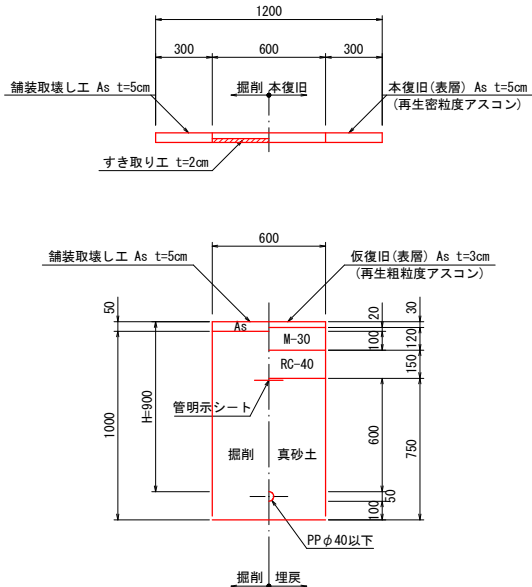 1200
300
600
300
舗装取壊し工 As t=5cm
掘削
本復旧
本復旧(表層) As t=5cm
(再生密粒度アスコン)
すき取り工 t=2cm
600
舗装取壊し工 As t=5cm
仮復旧(表層) As t=3cm
(再生粗粒度アスコン)
50
20
30
As
M-30
100
120
RC-40
150
H=900
管明示シート
1000
掘削
真砂土
600
750
50
100
PPφ40以下
掘削
埋戻